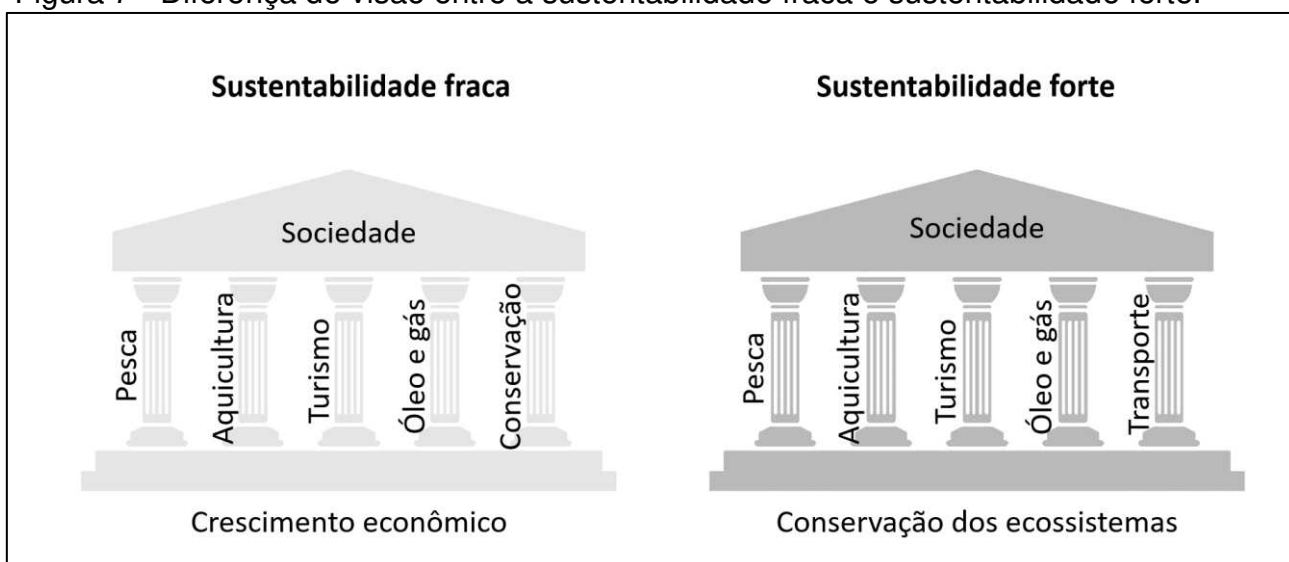 Figura 7 - Diferença de visão entre a sustentabilidade fraca e sustentabilidade forte.
Sustentabilidade fraca
Sociedade
Pesca
Aquicultura
Turismo
Óleo e gás
Conservação
Crescimento econômico
Sustentabilidade forte
Sociedade
Pesca
Aquicultura
Turismo
Óleo e gás
Transporte
Conservação dos ecossistemas